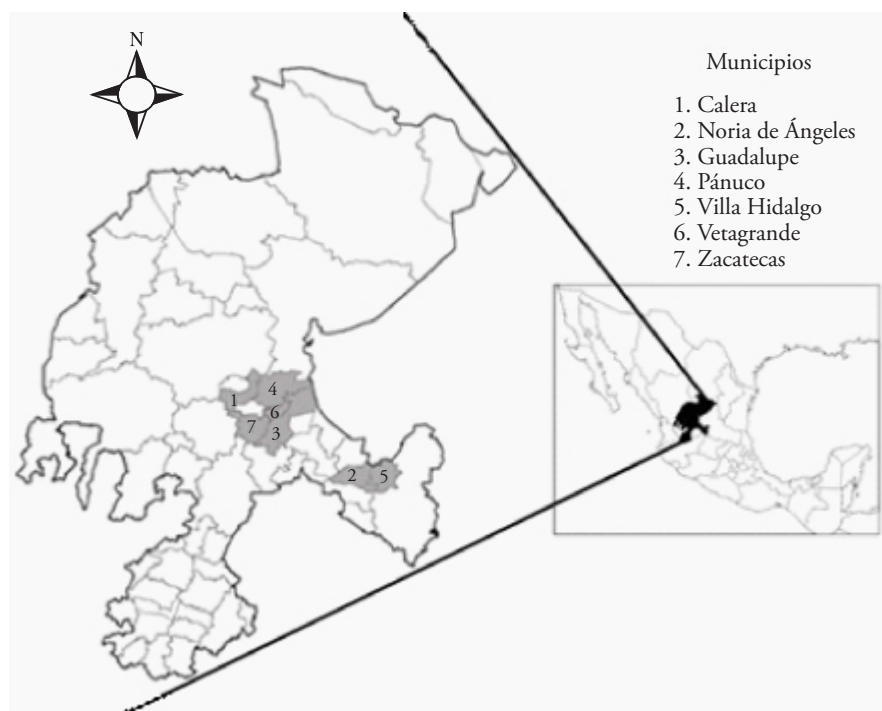 N
Municipios
1. Calera
2. Noria de Ángeles
3. Guadalupe
4. Pánuco
5. Villa Hidalgo
6. Vetagrande
7. Zacatecas
4
1
6
7
3
2
5